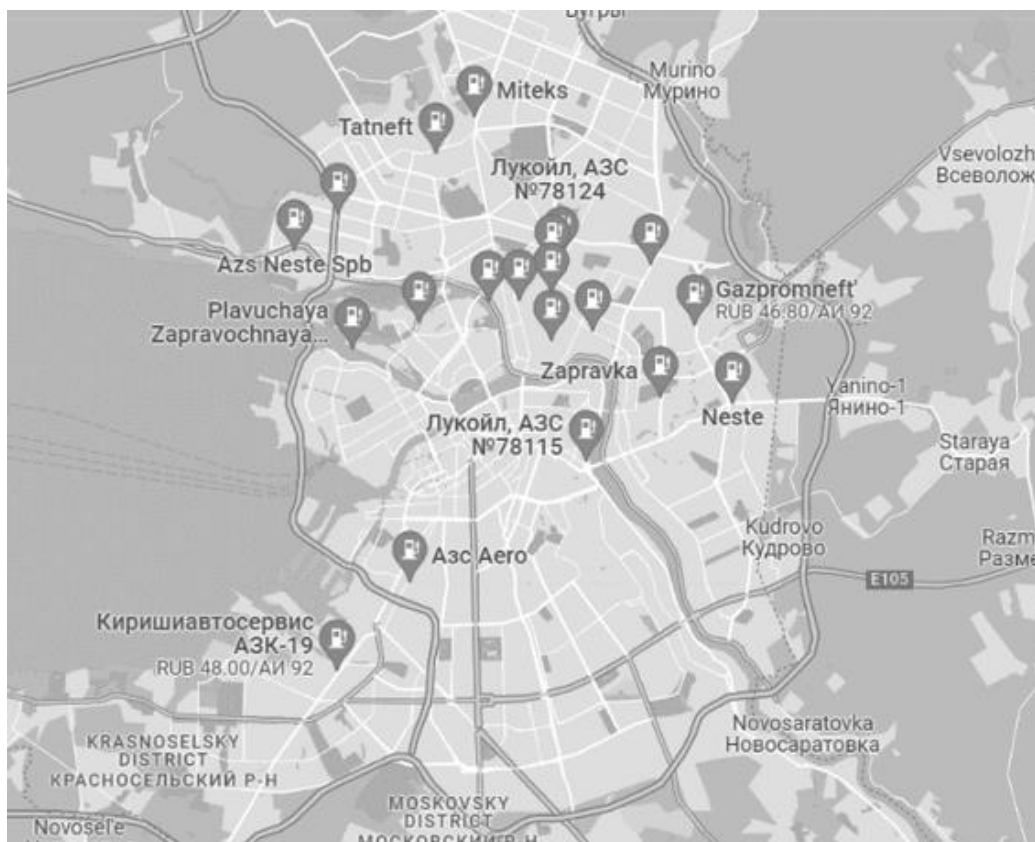 Бугры
Murino
Мурино
Miteks
Tatneft
Vsevolozh
Всеволож
Лукойл, АЗС
№78124
Azs Neste Spb
Gazpromneft'
RUB 46.80/АИ 92
Plavuchaya
Zapravochnaya...
Zapravka
Neste
Yanino-1
Янино-1
Лукойл, АЗС
№78115
Staraya
Старая
Kudrovo
Кудрово
Razm
Разме
Азс Aero
E105
Киришиавтосервис
АЗК-19
RUB 48.00/АИ 92
Novosaratovka
Новосаратовка
KRASNOSELSKY
DISTRICT
КРАСНОСЕЛЬСКИЙ Р-Н
MOSKOVSKY
DISTRICT
МОСКОВСКИЙ Р-Н
Novosel'e